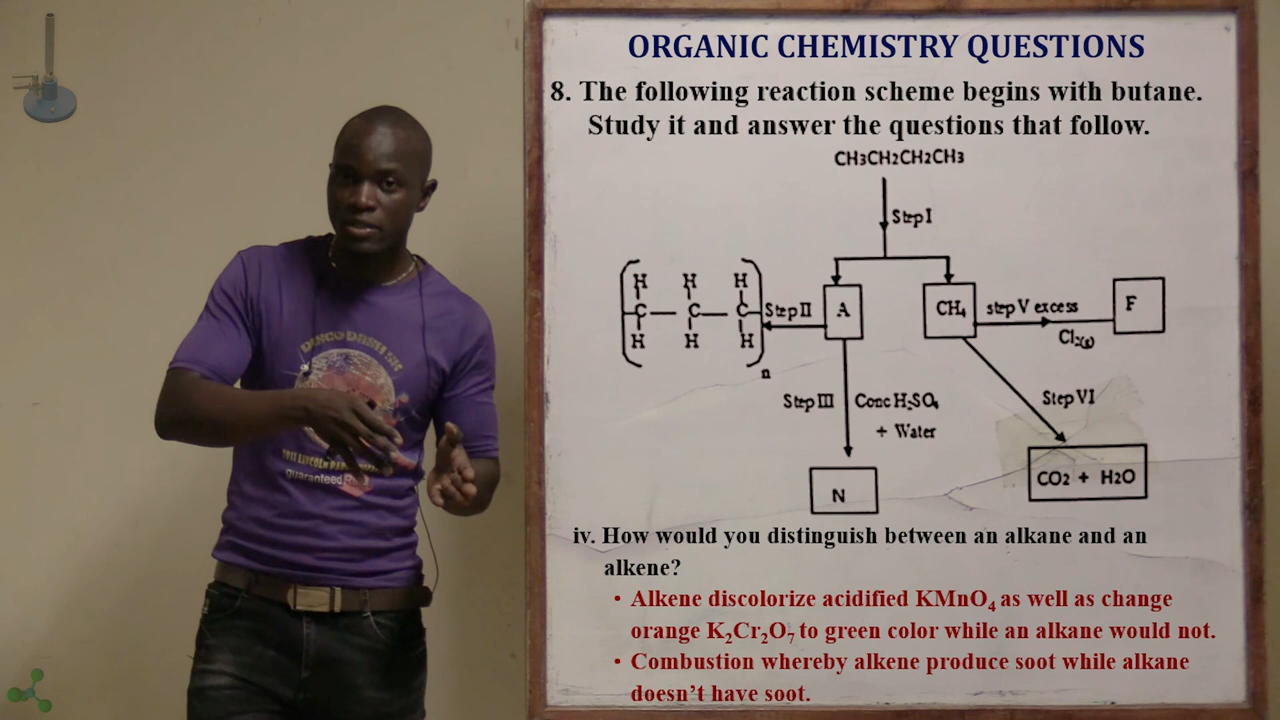 ORGANIC CHEMISTRY QUESTIONS
8. The following reaction scheme begins with butane.
Study it and answer the questions that follow.
CH3CH2CH2CH3
Step I
H H H
C C C
H H H
n
Step II
A
CH₄
step V excess
Cl₂(g)
F
Step III
Conc H₂SO₄
+ Water
Step VI
N
CO2 + H2O
iv. How would you distinguish between an alkane and an
alkene?
• Alkene discolorize acidified KMnO₄ as well as change
orange K₂Cr₂O₇ to green color while an alkane would not.
• Combustion whereby alkene produce soot while alkane
doesn't have soot.
guaranteed